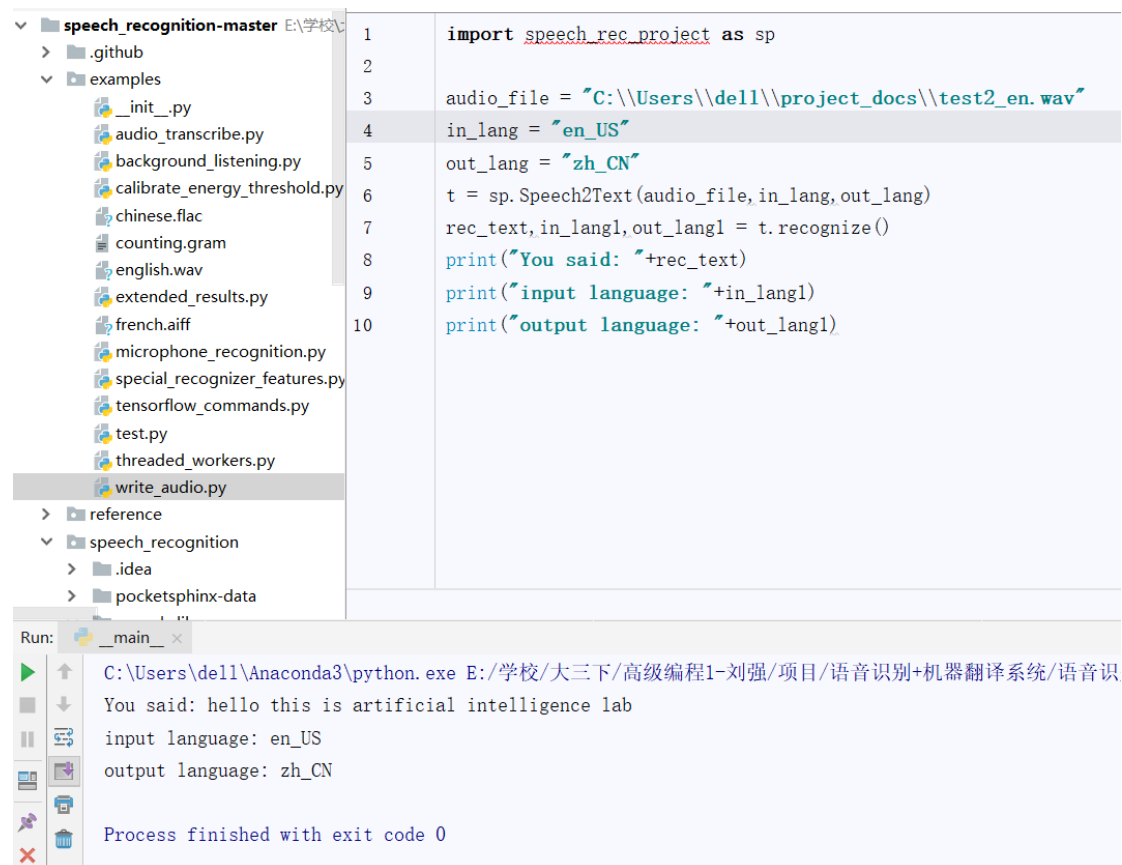 speech_recognition-master E:\学校\
.github
examples
__init__.py
audio_transcribe.py
background_listening.py
calibrate_energy_threshold.py
chinese.flac
counting.gram
english.wav
extended_results.py
french.aiff
microphone_recognition.py
special_recognizer_features.py
tensorflow_commands.py
test.py
threaded_workers.py
write_audio.py
reference
speech_recognition
.idea
pocketsphinx-data
1 import speech_rec_project as sp
2
3 audio_file = "C:\\Users\\dell\\project_docs\\test2_en.wav"
4 in_lang = "en_US"
5 out_lang = "zh_CN"
6 t = sp.Speech2Text(audio_file,in_lang,out_lang)
7 rec_text,in_lang1,out_lang1 = t.recognize()
8 print("You said: "+rec_text)
9 print("input language: "+in_lang1)
10 print("output language: "+out_lang1)
Run: __main__ ×
C:\Users\dell\Anaconda3\python.exe E:/学校/大三下/高级编程1-刘强/项目/语音识别+机器翻译系统/语音识
You said: hello this is artificial intelligence lab
input language: en_US
output language: zh_CN
Process finished with exit code 0